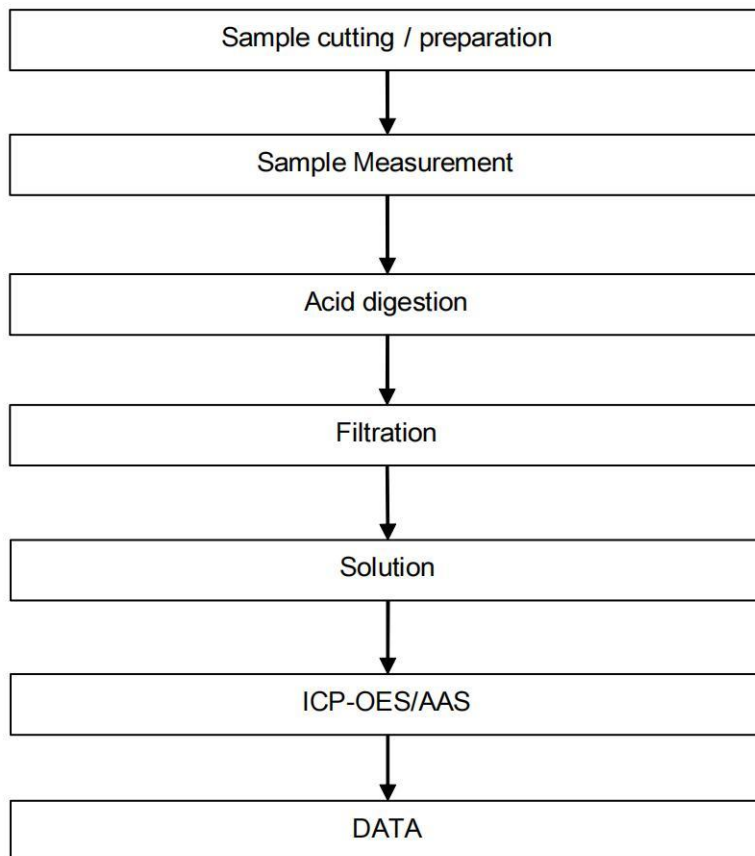 Sample cutting / preparation
Sample Measurement
Acid digestion
Filtration
Solution
ICP-OES/AAS
DATA